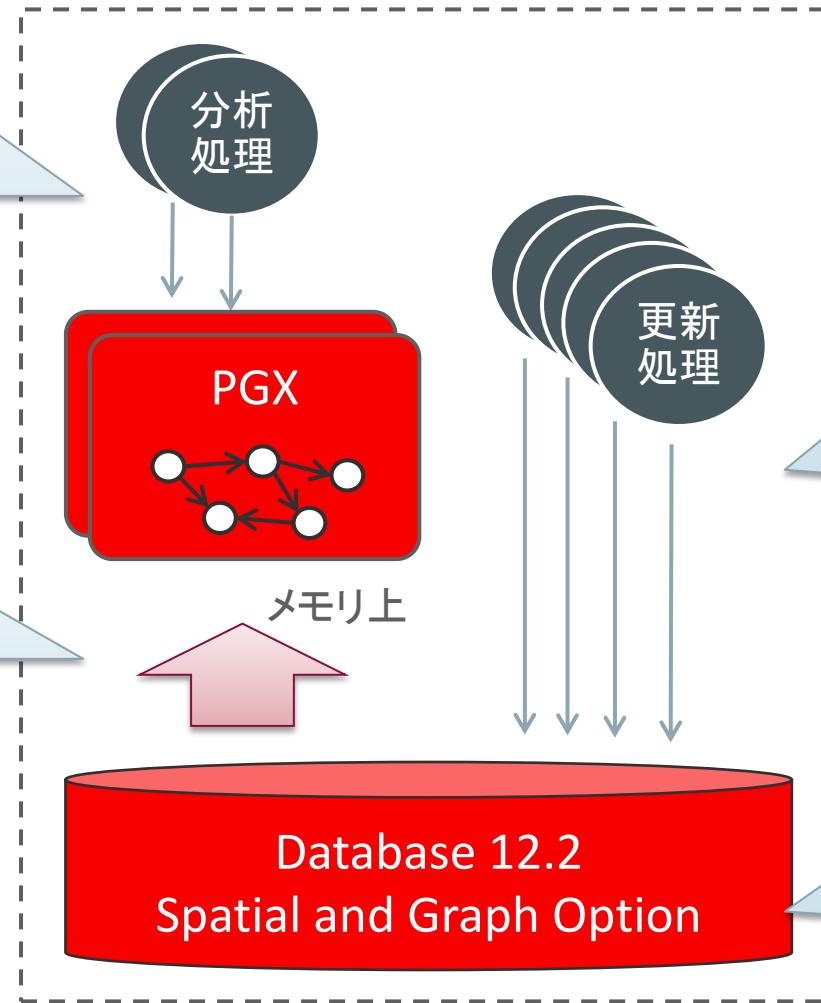 分析
処理
更新
処理
PGX
メモリ上
Database 12.2
Spatial and Graph Option